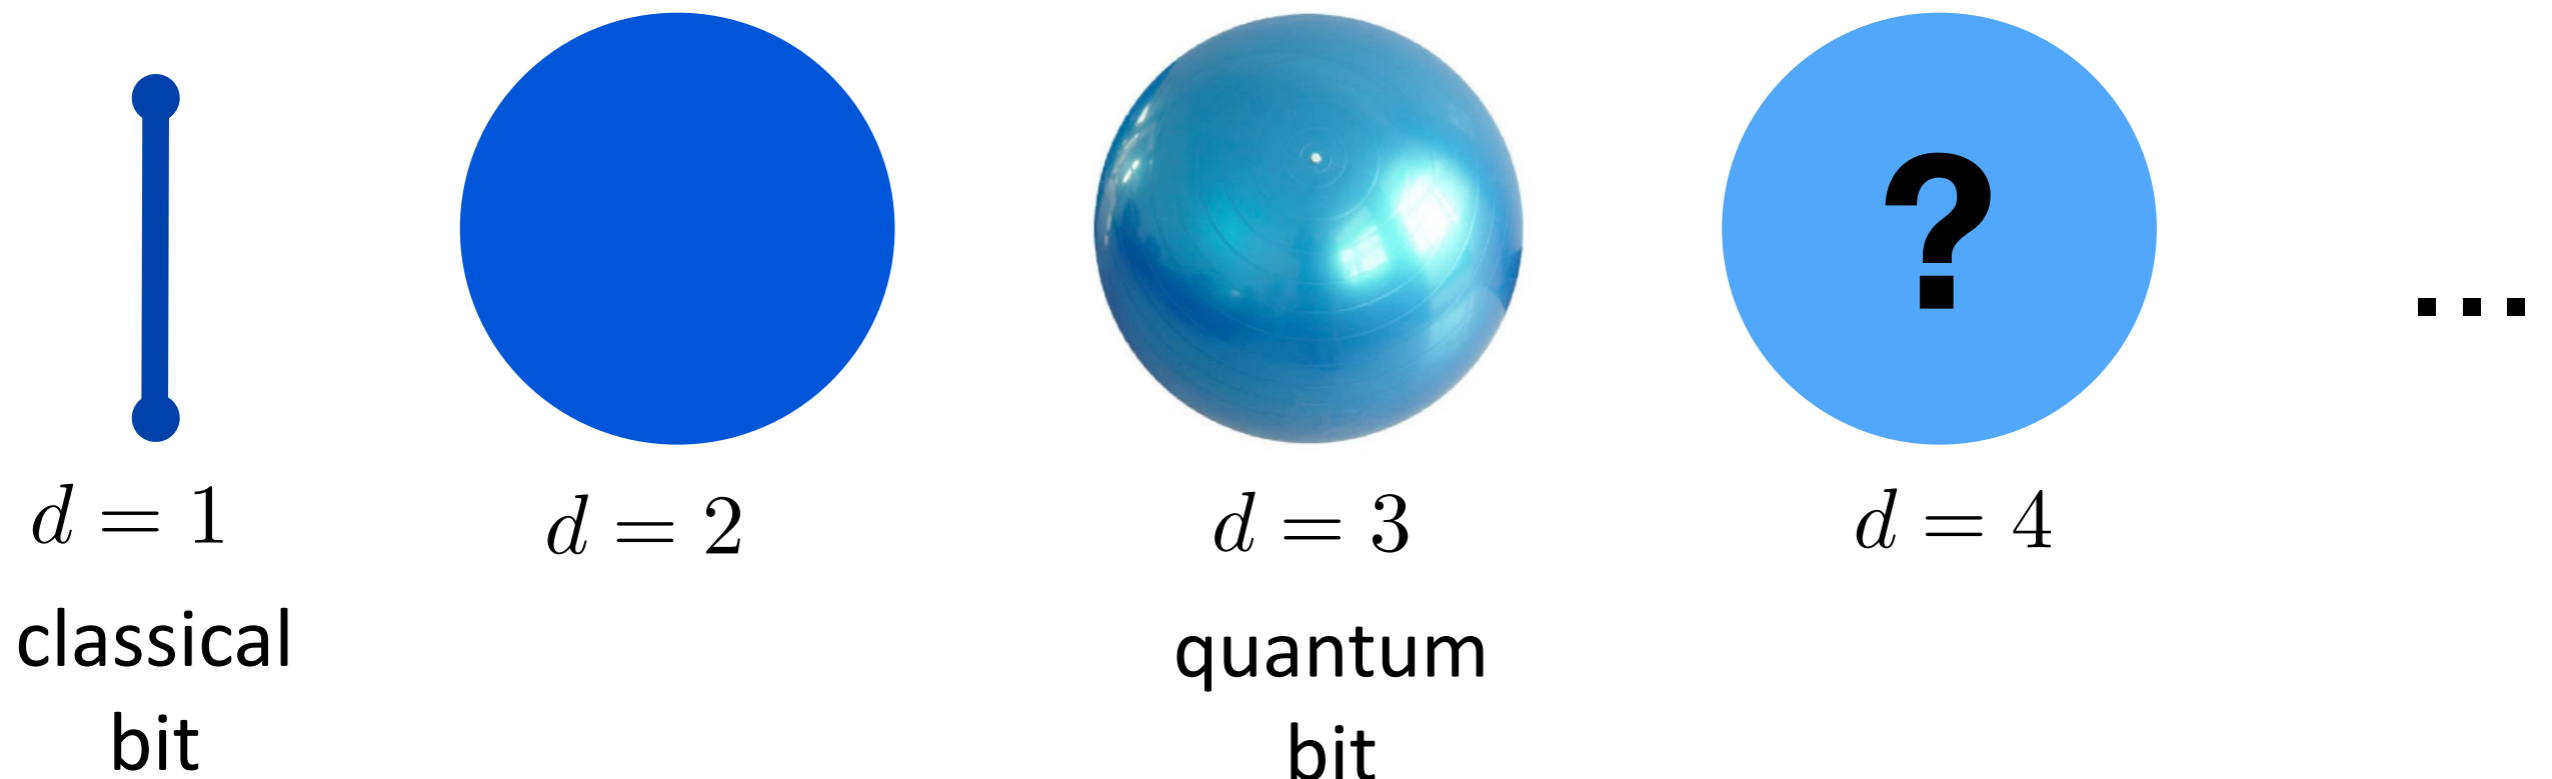 ?
...
d = 1
d = 2
d = 3
d = 4
classical
bit
quantum
bit